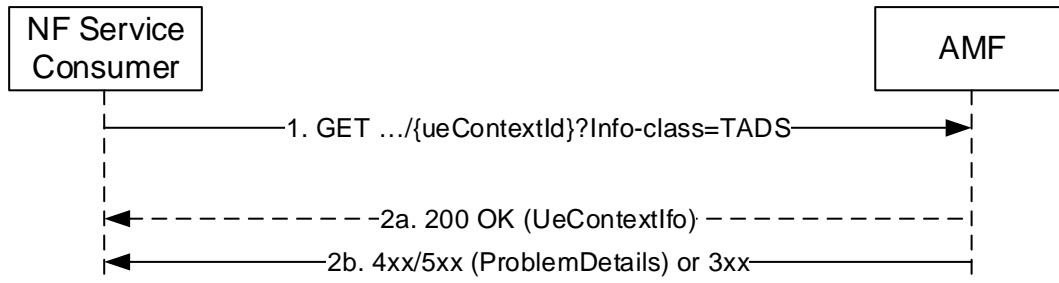 NF Service
Consumer
AMF
1. GET …/{ueContextId}?Info-class=TADS
2a. 200 OK (UeContextIfo)
2b. 4xx/5xx (ProblemDetails) or 3xx